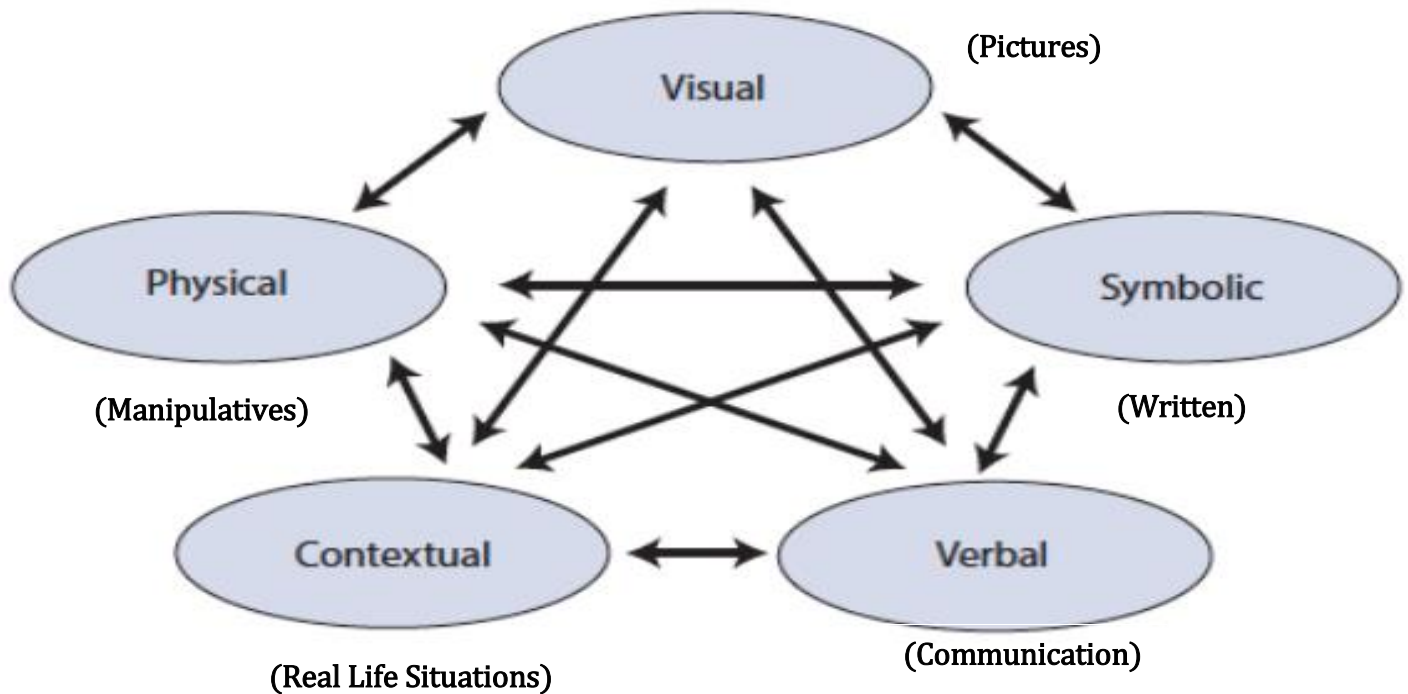 Visual
(Pictures)
Physical
(Manipulatives)
Symbolic
(Written)
Contextual
(Real Life Situations)
Verbal
(Communication)